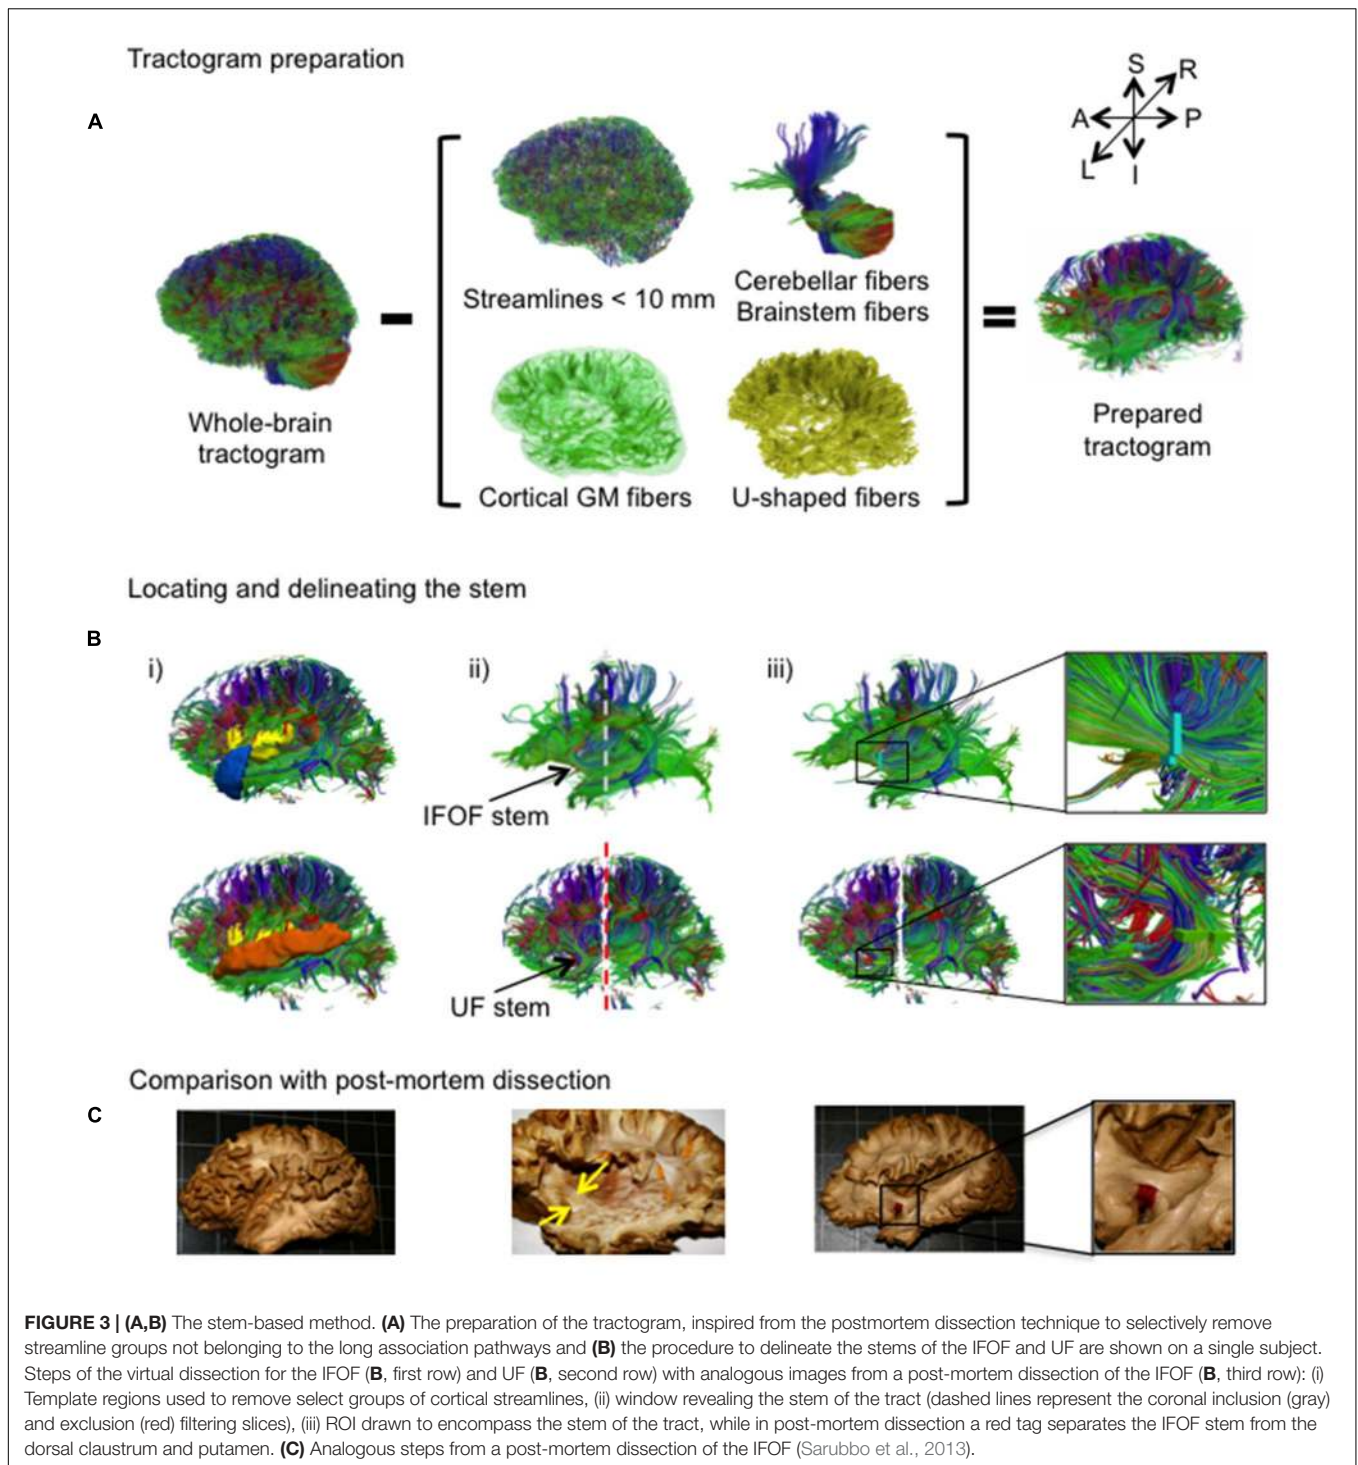 Tractogram preparation
S
R
A
P
L
I
A
Streamlines < 10 mm
Cerebellar fibers
Brainstem fibers
Whole-brain
tractogram
Cortical GM fibers
U-shaped fibers
Prepared
tractogram
Locating and delineating the stem
B
i)
ii)
iii)
IFOF stem
UF stem
Comparison with post-mortem dissection
C
FIGURE 3 | (A,B) The stem-based method. (A) The preparation of the tractogram, inspired from the postmortem dissection technique to selectively remove
streamline groups not belonging to the long association pathways and (B) the procedure to delineate the stems of the IFOF and UF are shown on a single subject.
Steps of the virtual dissection for the IFOF (B, first row) and UF (B, second row) with analogous images from a post-mortem dissection of the IFOF (B, third row): (i)
Template regions used to remove select groups of cortical streamlines, (ii) window revealing the stem of the tract (dashed lines represent the coronal inclusion (gray)
and exclusion (red) filtering slices), (iii) ROI drawn to encompass the stem of the tract, while in post-mortem dissection a red tag separates the IFOF stem from the
dorsal claustrum and putamen. (C) Analogous steps from a post-mortem dissection of the IFOF (Sarubbo et al., 2013).